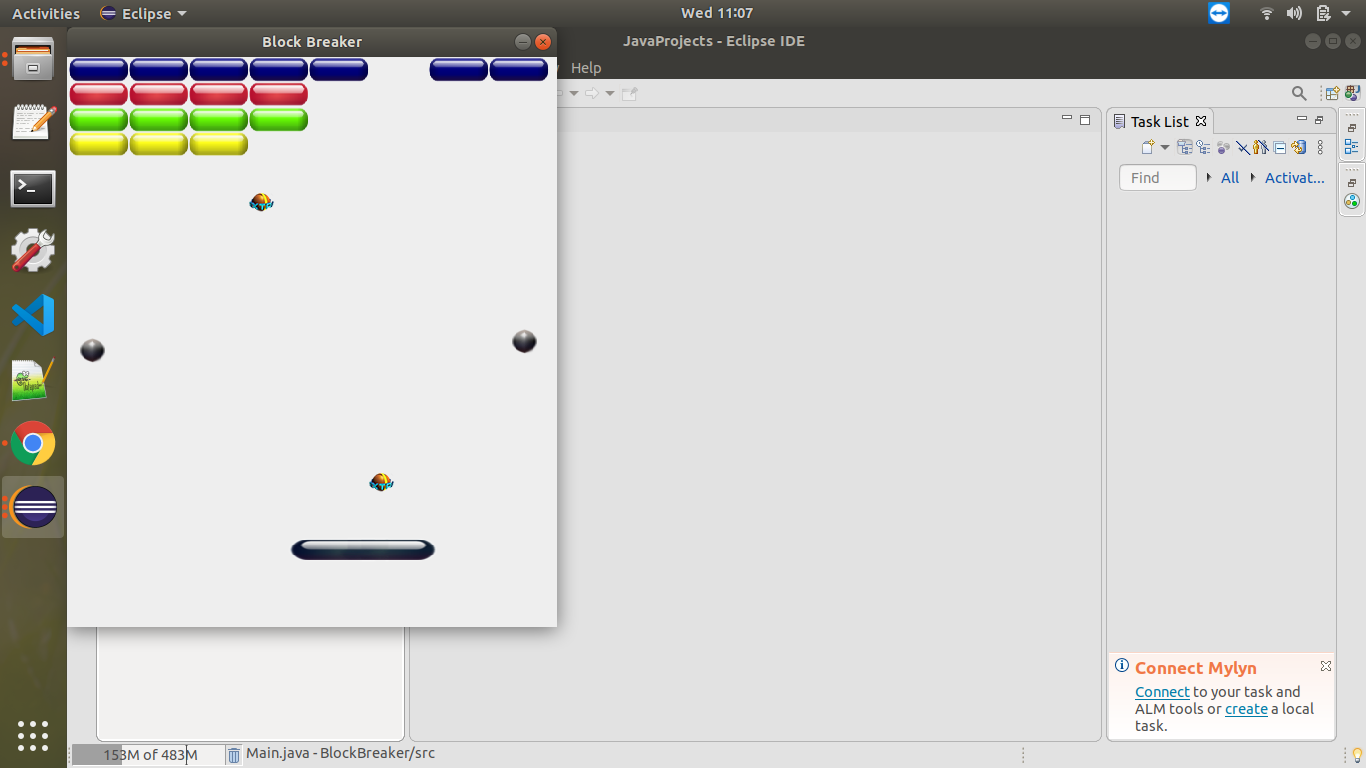 Activities
Eclipse
Wed 11:07
Block Breaker
JavaProjects - Eclipse IDE
Help
Task List
Find
All
Activat...
Connect Mylyn
Connect to your task and
ALM tools or create a local
task.
153M of 483M
Main.java - BlockBreaker/src